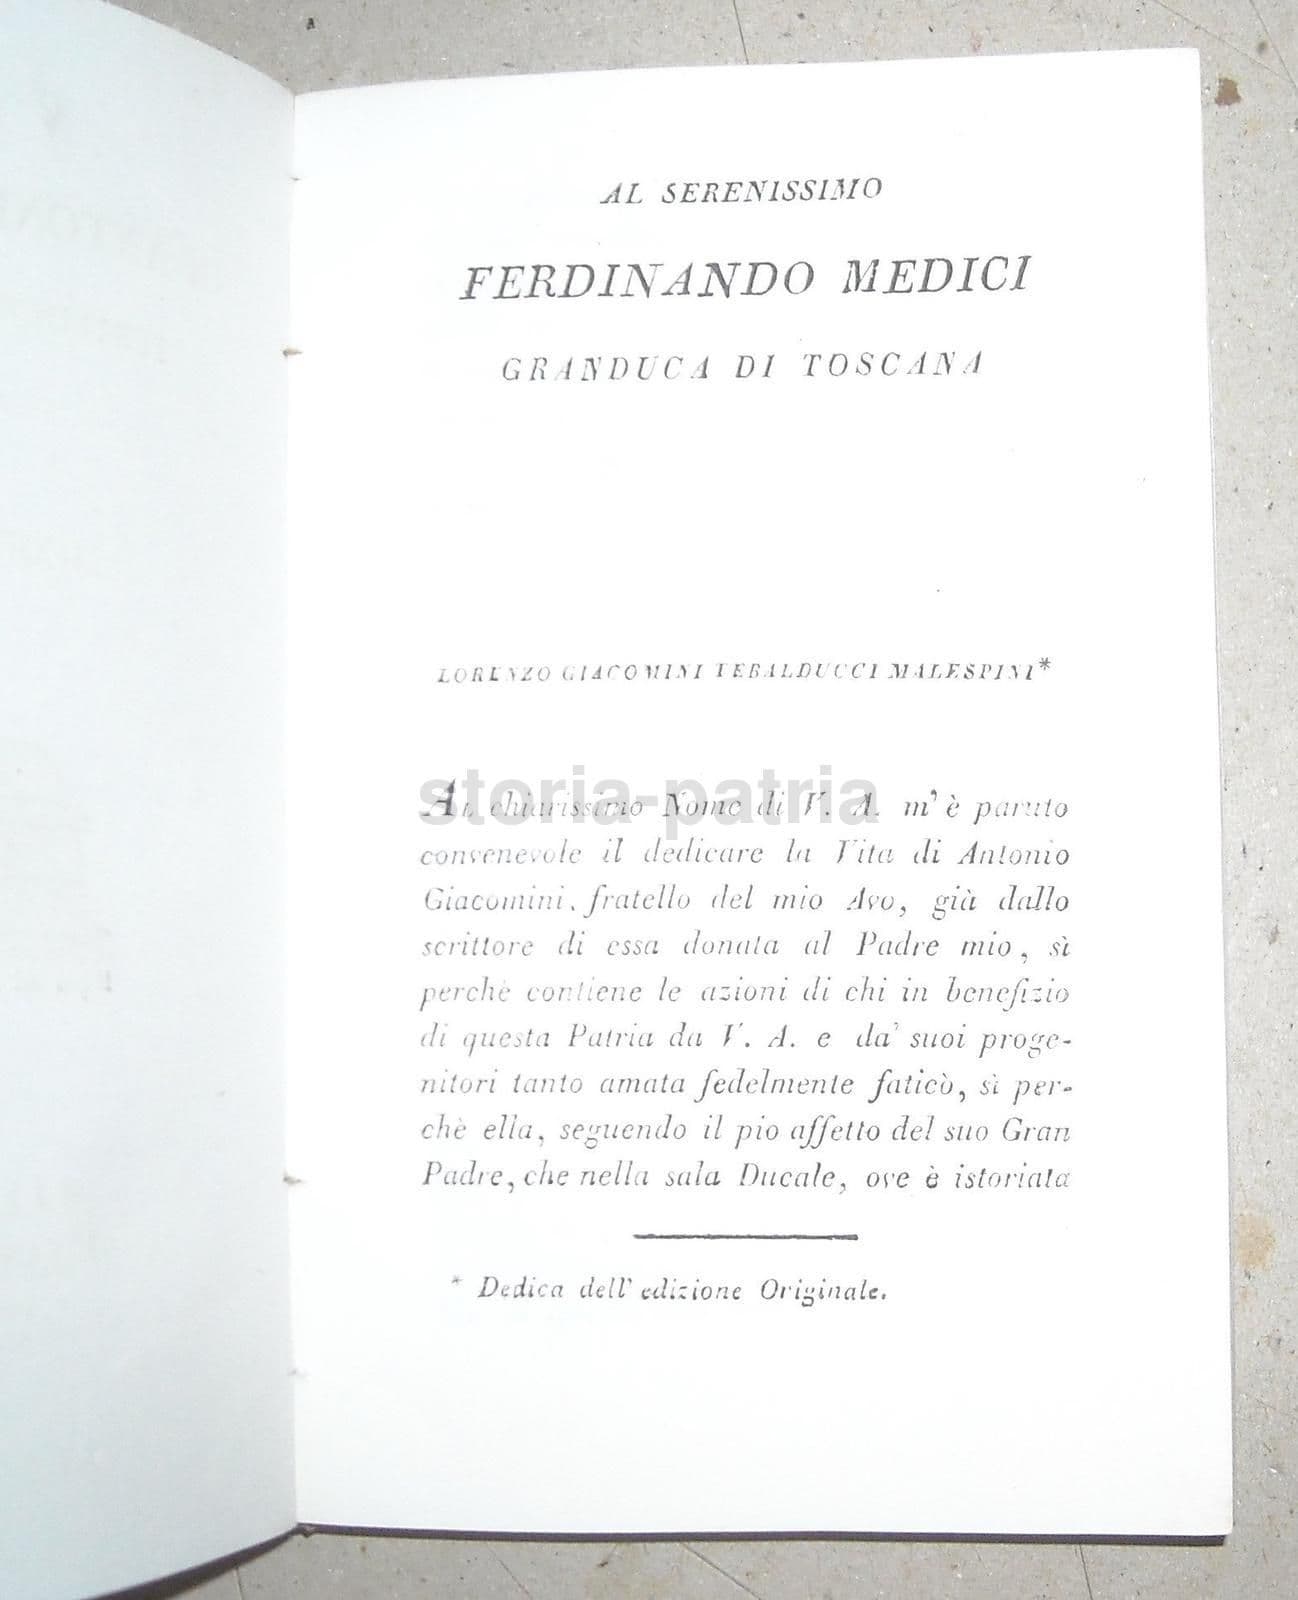 AL SERENISSIMO
FERDINANDO MEDICI
GRANDUCA DI TOSCANA
LORENZO GIACOMINI TEBALDUCCI MALESPINI*
storia-patria
AL chiarissimo Nome di V. A. m' è paruto
convenevole il dedicare la Vita di Antonio
Giacomini, fratello del mio Avo, già dallo
scrittore di essa donata al Padre mio, sì
perchè contiene le azioni di chi in benefizio
di questa Patria da V. A. e da' suoi proge-
nitori tanto amata fedelmente faticò, sì per-
chè ella, seguendo il pio affetto del suo Gran
Padre, che nella sala Ducale, ove è istoriata
* Dedica dell' edizione Originale.